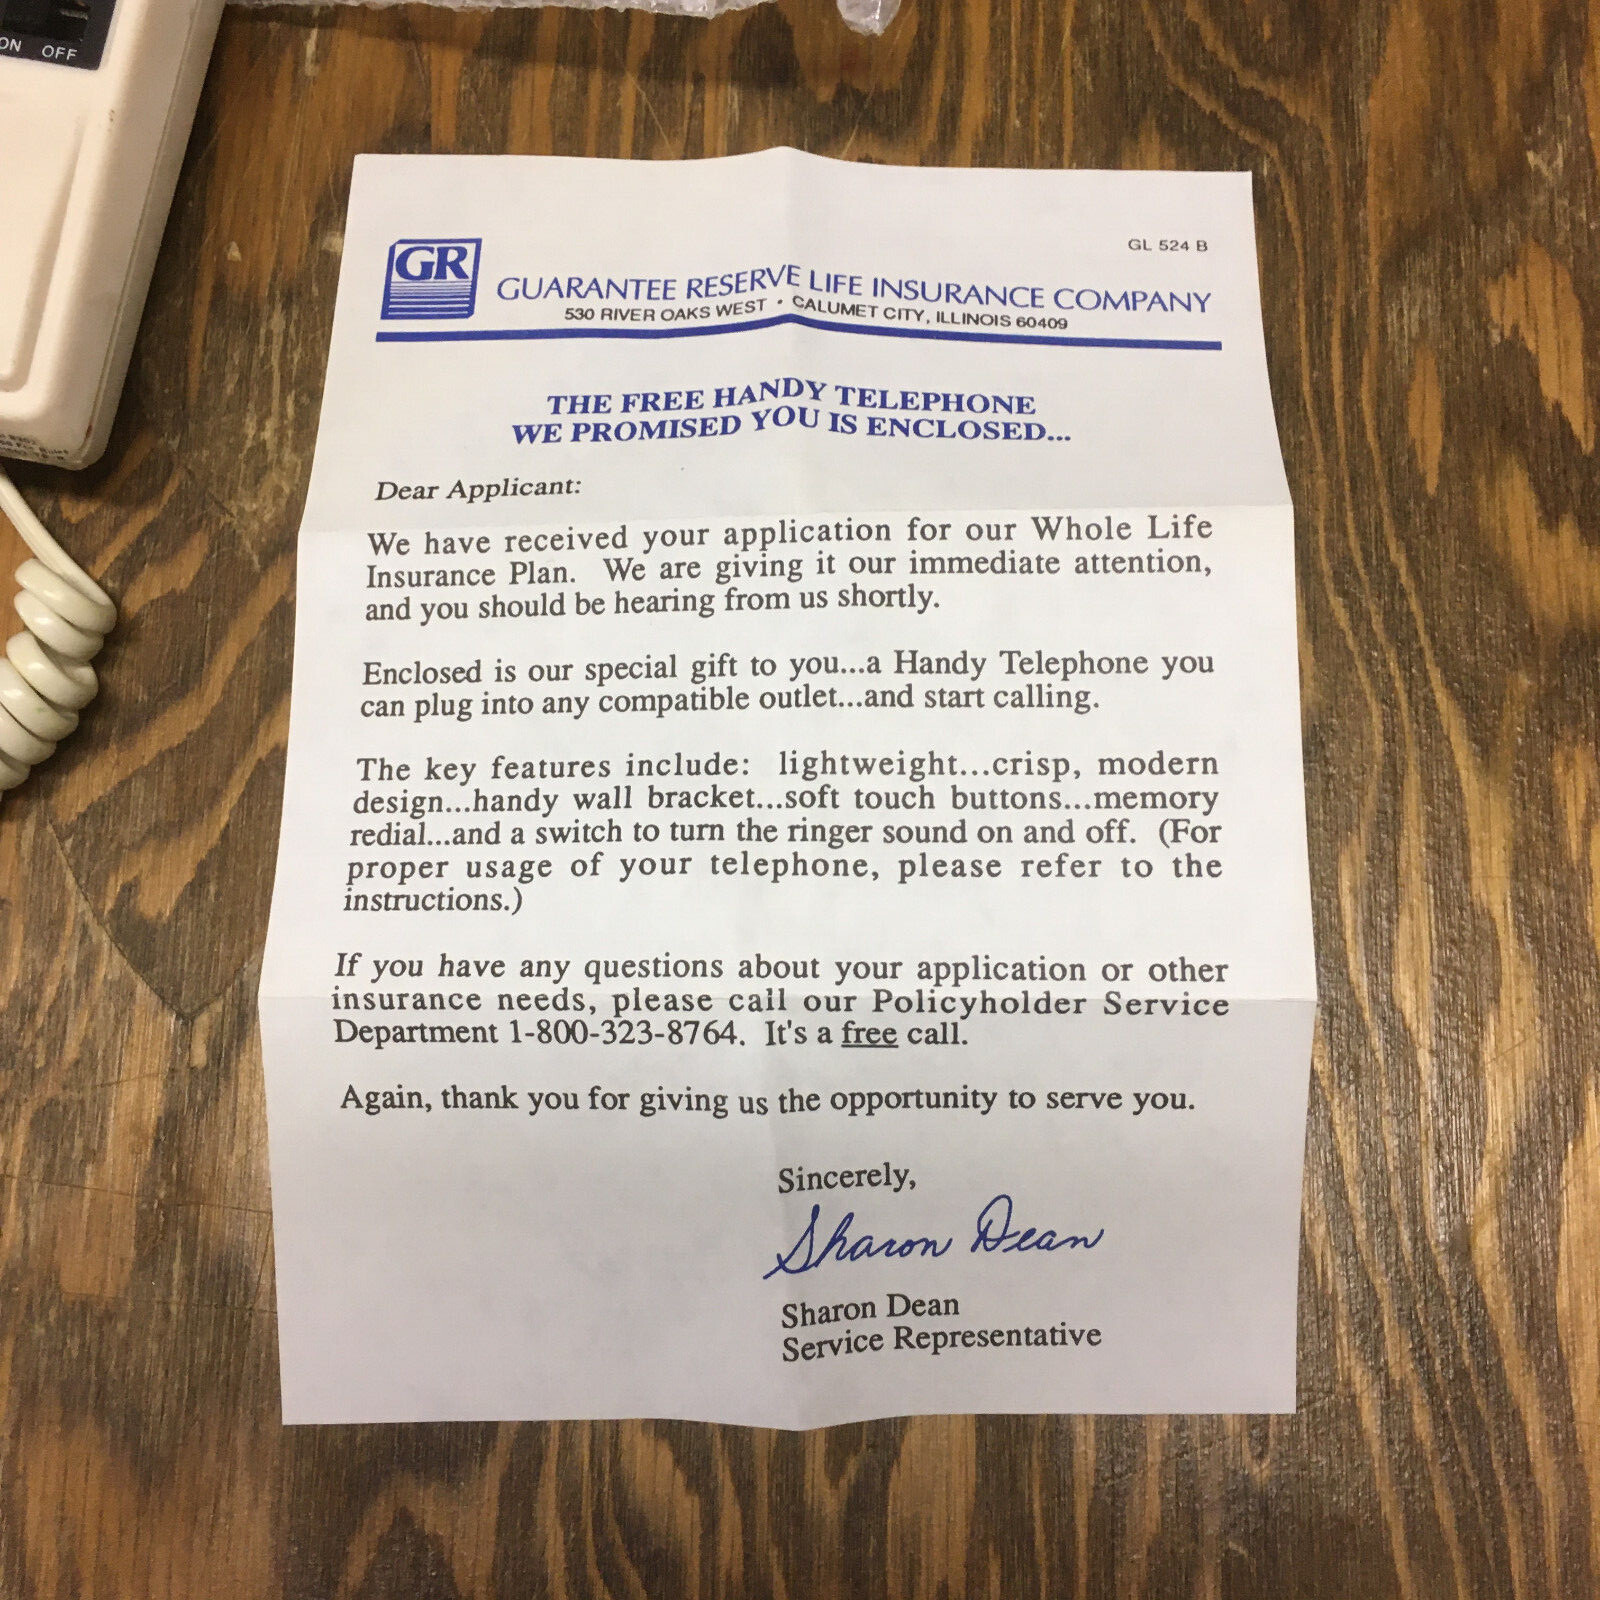 ON OFF
GR
GL 524 B
GUARANTEE RESERVE LIFE INSURANCE COMPANY
530 RIVER OAKS WEST • CALUMET CITY, ILLINOIS 60409
THE FREE HANDY TELEPHONE
WE PROMISED YOU IS ENCLOSED...
Dear Applicant:
We have received your application for our Whole Life
Insurance Plan. We are giving it our immediate attention,
and you should be hearing from us shortly.
Enclosed is our special gift to you...a Handy Telephone you
can plug into any compatible outlet...and start calling.
The key features include: lightweight...crisp, modern
design...handy wall bracket...soft touch buttons...memory
redial...and a switch to turn the ringer sound on and off. (For
proper usage of your telephone, please refer to the
instructions.)
If you have any questions about your application or other
insurance needs, please call our Policyholder Service
Department 1-800-323-8764. It's a free call.
Again, thank you for giving us the opportunity to serve you.
Sincerely,
Sharon Dean
Sharon Dean
Service Representative